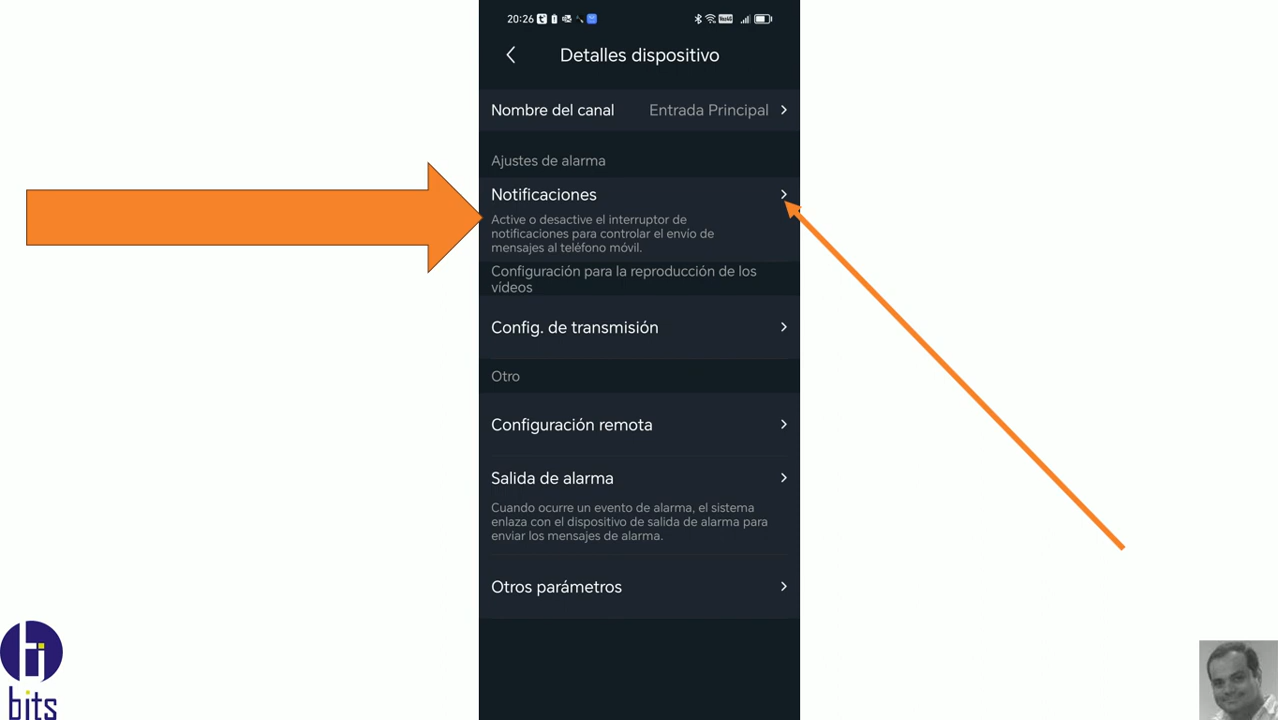 20:26
Detalles dispositivo
Nombre del canal Entrada Principal
Ajustes de alarma
Notificaciones
Active o desactive el interruptor de
notificaciones para controlar el envío de
mensajes al teléfono móvil.
Configuración para la reproducción de los
vídeos
Config. de transmisión
Otro
Configuración remota
Salida de alarma
Cuando ocurre un evento de alarma, el sistema
enlaza con el dispositivo de salida de alarma para
enviar los mensajes de alarma.
Otros parámetros
bits